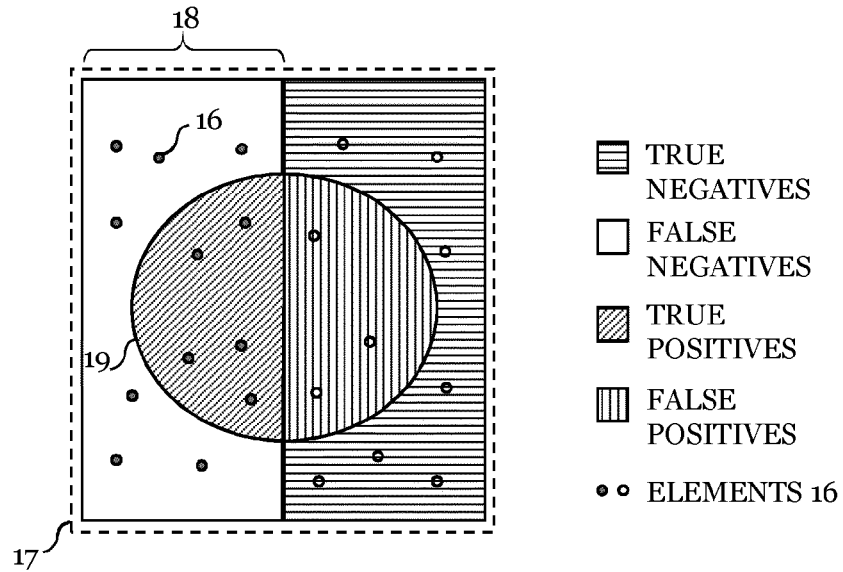 18
16
19
17
TRUE
NEGATIVES
FALSE
NEGATIVES
TRUE
POSITIVES
FALSE
POSITIVES
ELEMENTS 16